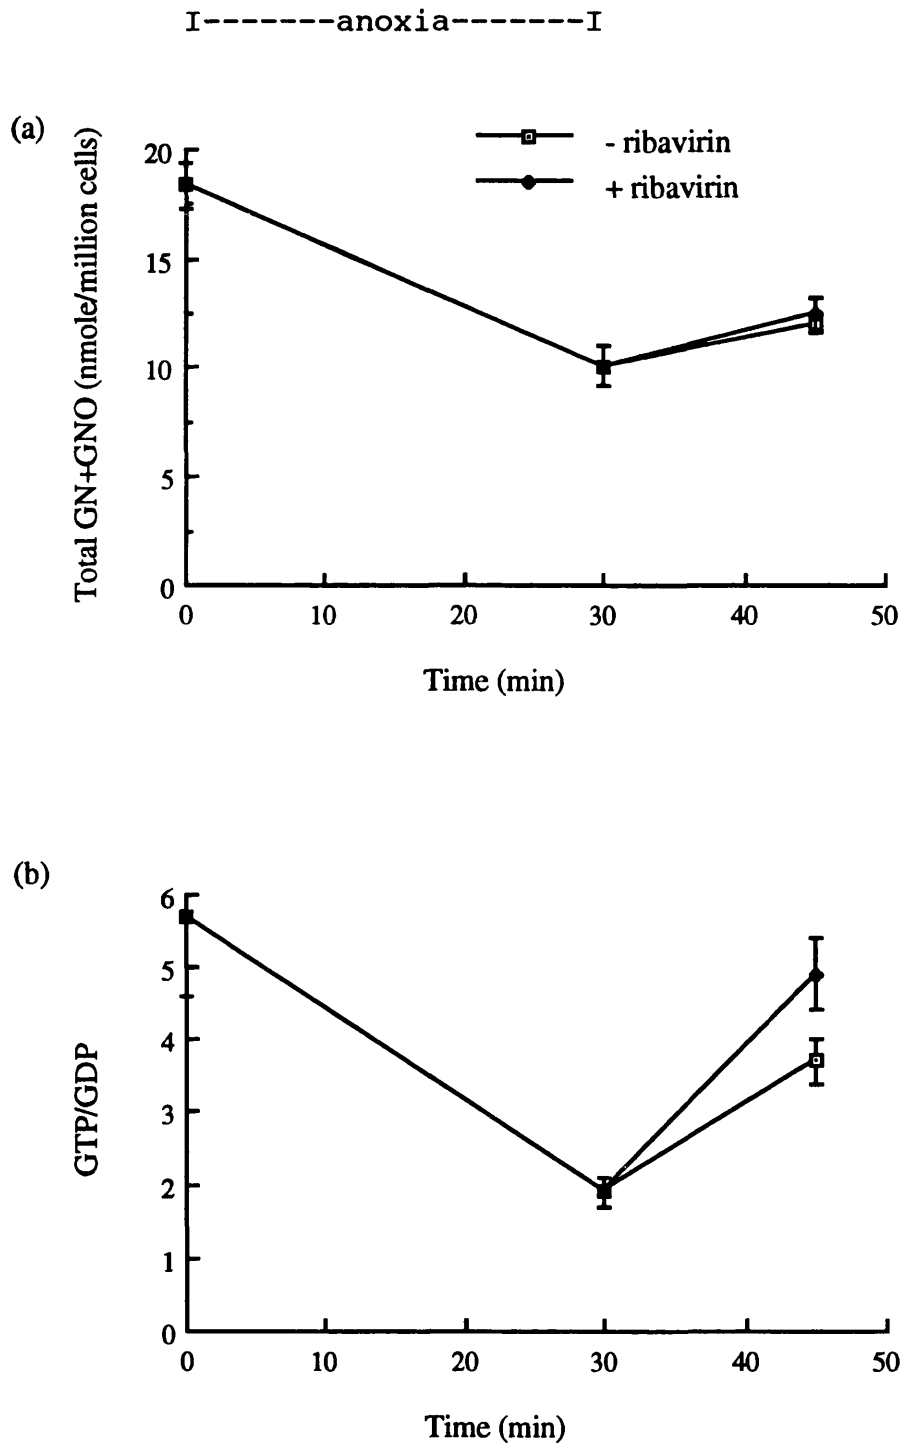 I-------anoxia-------I
(a)
Total GN+GNO (nmole/million cells)
20
15
10
5
0
- ribavirin
+ ribavirin
0 10 20 30 40 50
Time (min)
(b)
GTP/GDP
6
5
4
3
2
1
0
0 10 20 30 40 50
Time (min)